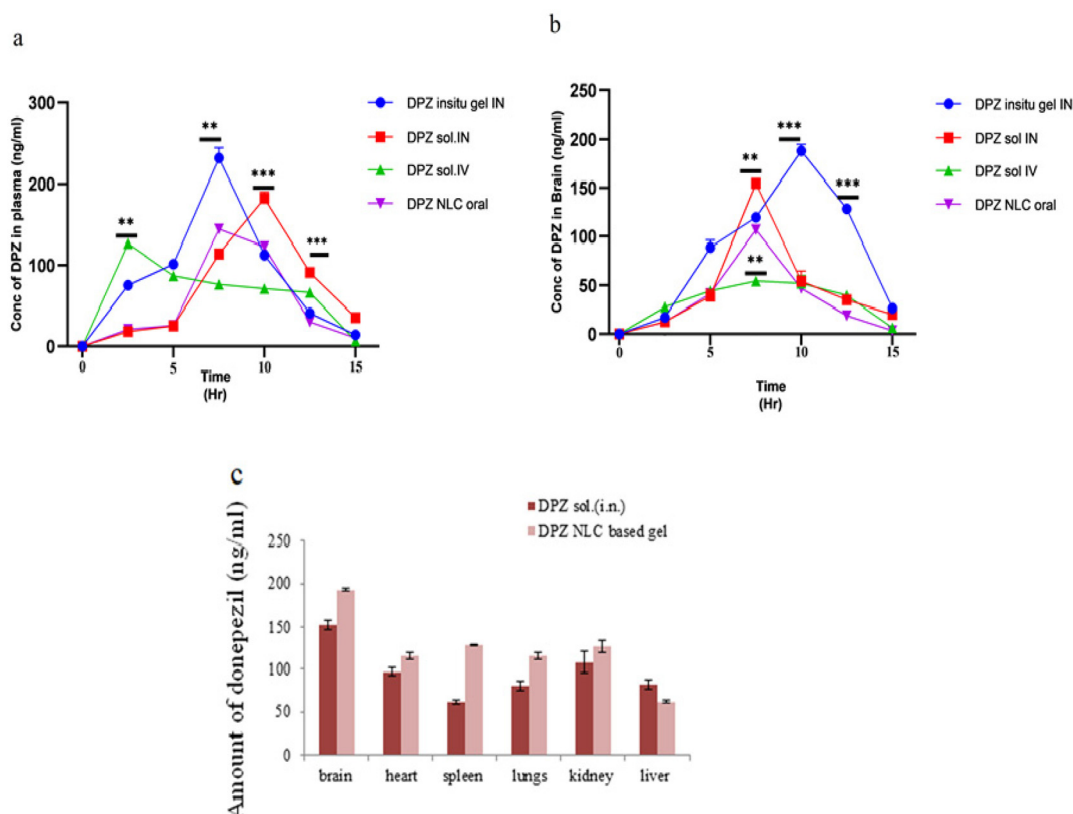 a
300
200
100
0
Conc of DPZ in plasma (ng/ml)
**
**
***
***
0
5
10
15
Time
(Hr)
DPZ insitu gel IN
DPZ sol.IN
DPZ sol.IV
DPZ NLC oral
b
250
200
150
100
50
0
Conc of DPZ in Brain (ng/ml)
**
**
***
***
0
5
10
15
Time
(Hr)
DPZ insitu gel IN
DPZ sol IN
DPZ sol IV
DPZ NLC oral
c
DPZ sol.(i.n.)
DPZ NLC based gel
Amount of donepezil (ng/ml)
250
200
150
100
50
0
brain heart spleen lungs kidney liver